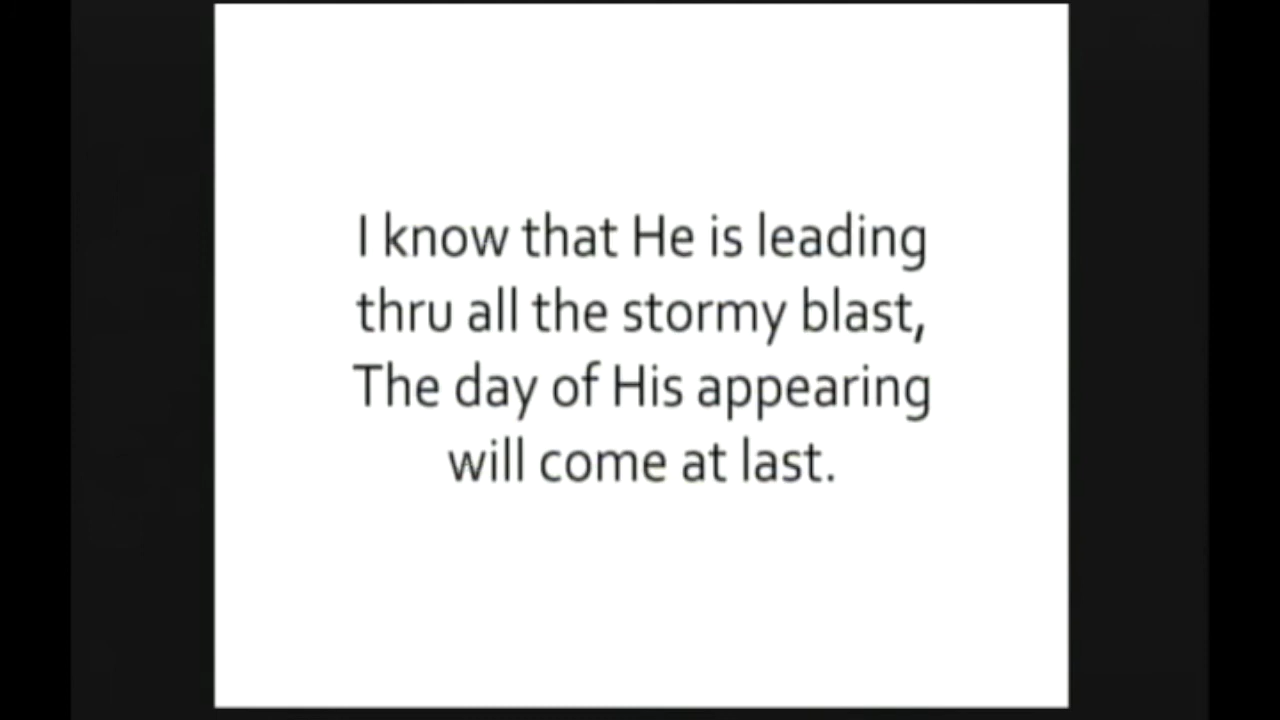 I know that He is leading
thru all the stormy blast,
The day of His appearing
will come at last.